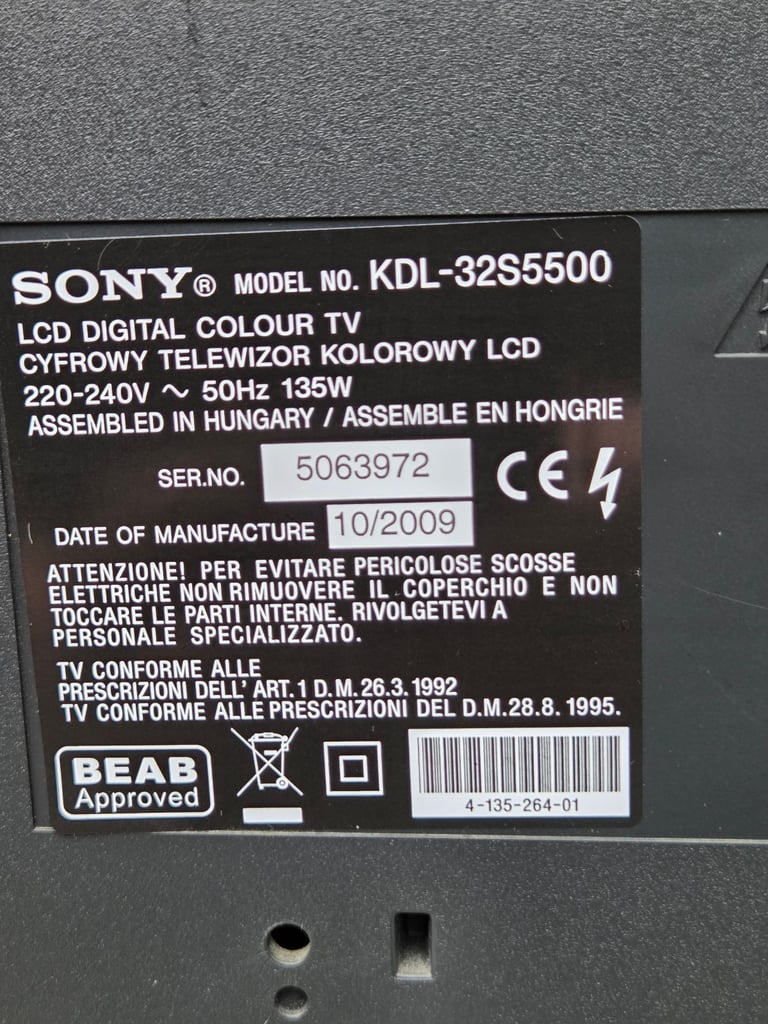 SONY® MODEL NO. KDL-32S5500
LCD DIGITAL COLOUR TV
CYFROWY TELEWIZOR KOLOROWY LCD
220-240V ~ 50Hz 135W
ASSEMBLED IN HUNGARY / ASSEMBLE EN HONGRIE
SER.NO. 5063972
CE
DATE OF MANUFACTURE 10/2009
ATTENZIONE! PER EVITARE PERICOLOSE SCOSSE
ELETTRICHE NON RIMUOVERE IL COPERCHIO E NON
TOCCARE LE PARTI INTERNE. RIVOLGETEVI A
PERSONALE SPECIALIZZATO.
TV CONFORME ALLE
PRESCRIZIONI DELL' ART.1 D.M.26.3.1992
TV CONFORME ALLE PRESCRIZIONI DEL D.M.28.8. 1995.
BEAB
Approved
4-135-264-01